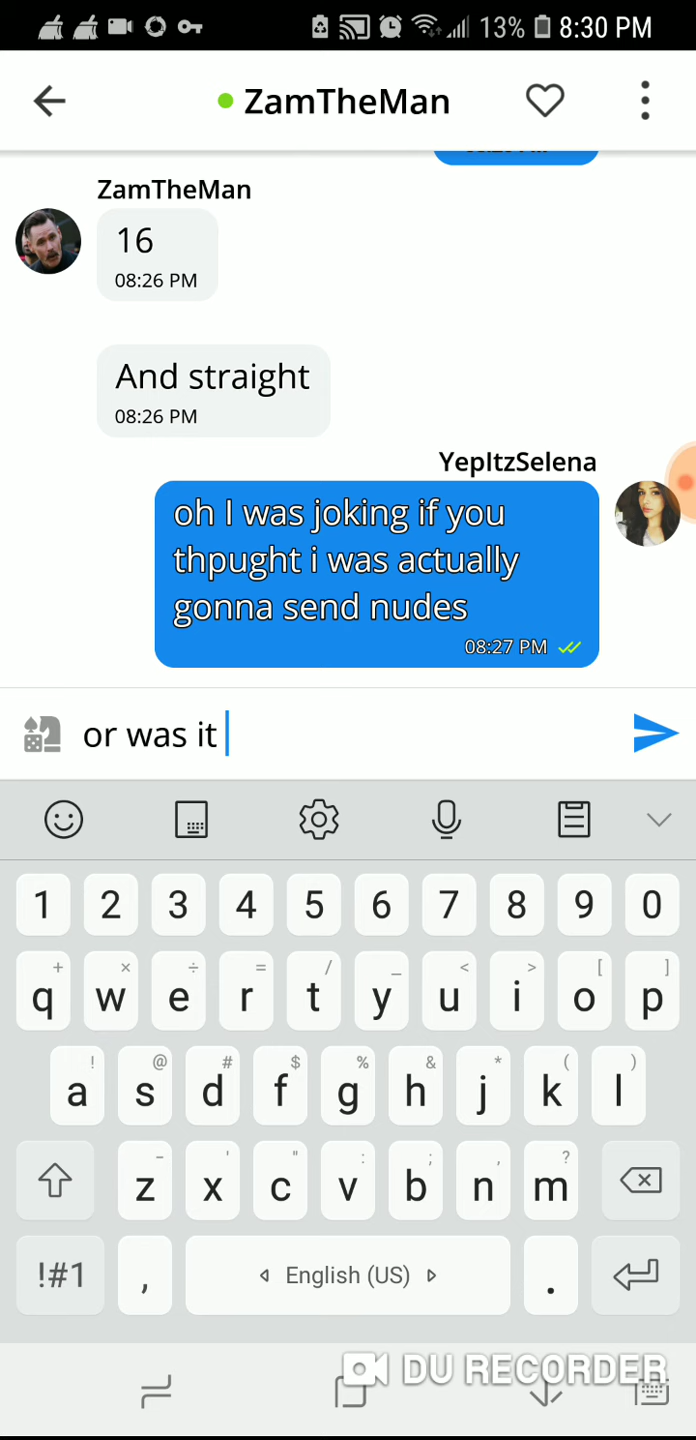 13% 8:30 PM
ZamTheMan
ZamTheMan
16
08:26 PM
And straight
08:26 PM
YepItzSelena
oh I was joking if you
thpught i was actually
gonna send nudes
08:27 PM
or was it
1 2 3 4 5 6 7 8 9 0
+ × ÷ = / _ < > [ ]
q w e r t y u i o p
! @ # $ % & * ( )
a s d f g h j k l
- ' " : ; , ?
z x c v b n m
!#1 , English (US) .
DU RECORDER